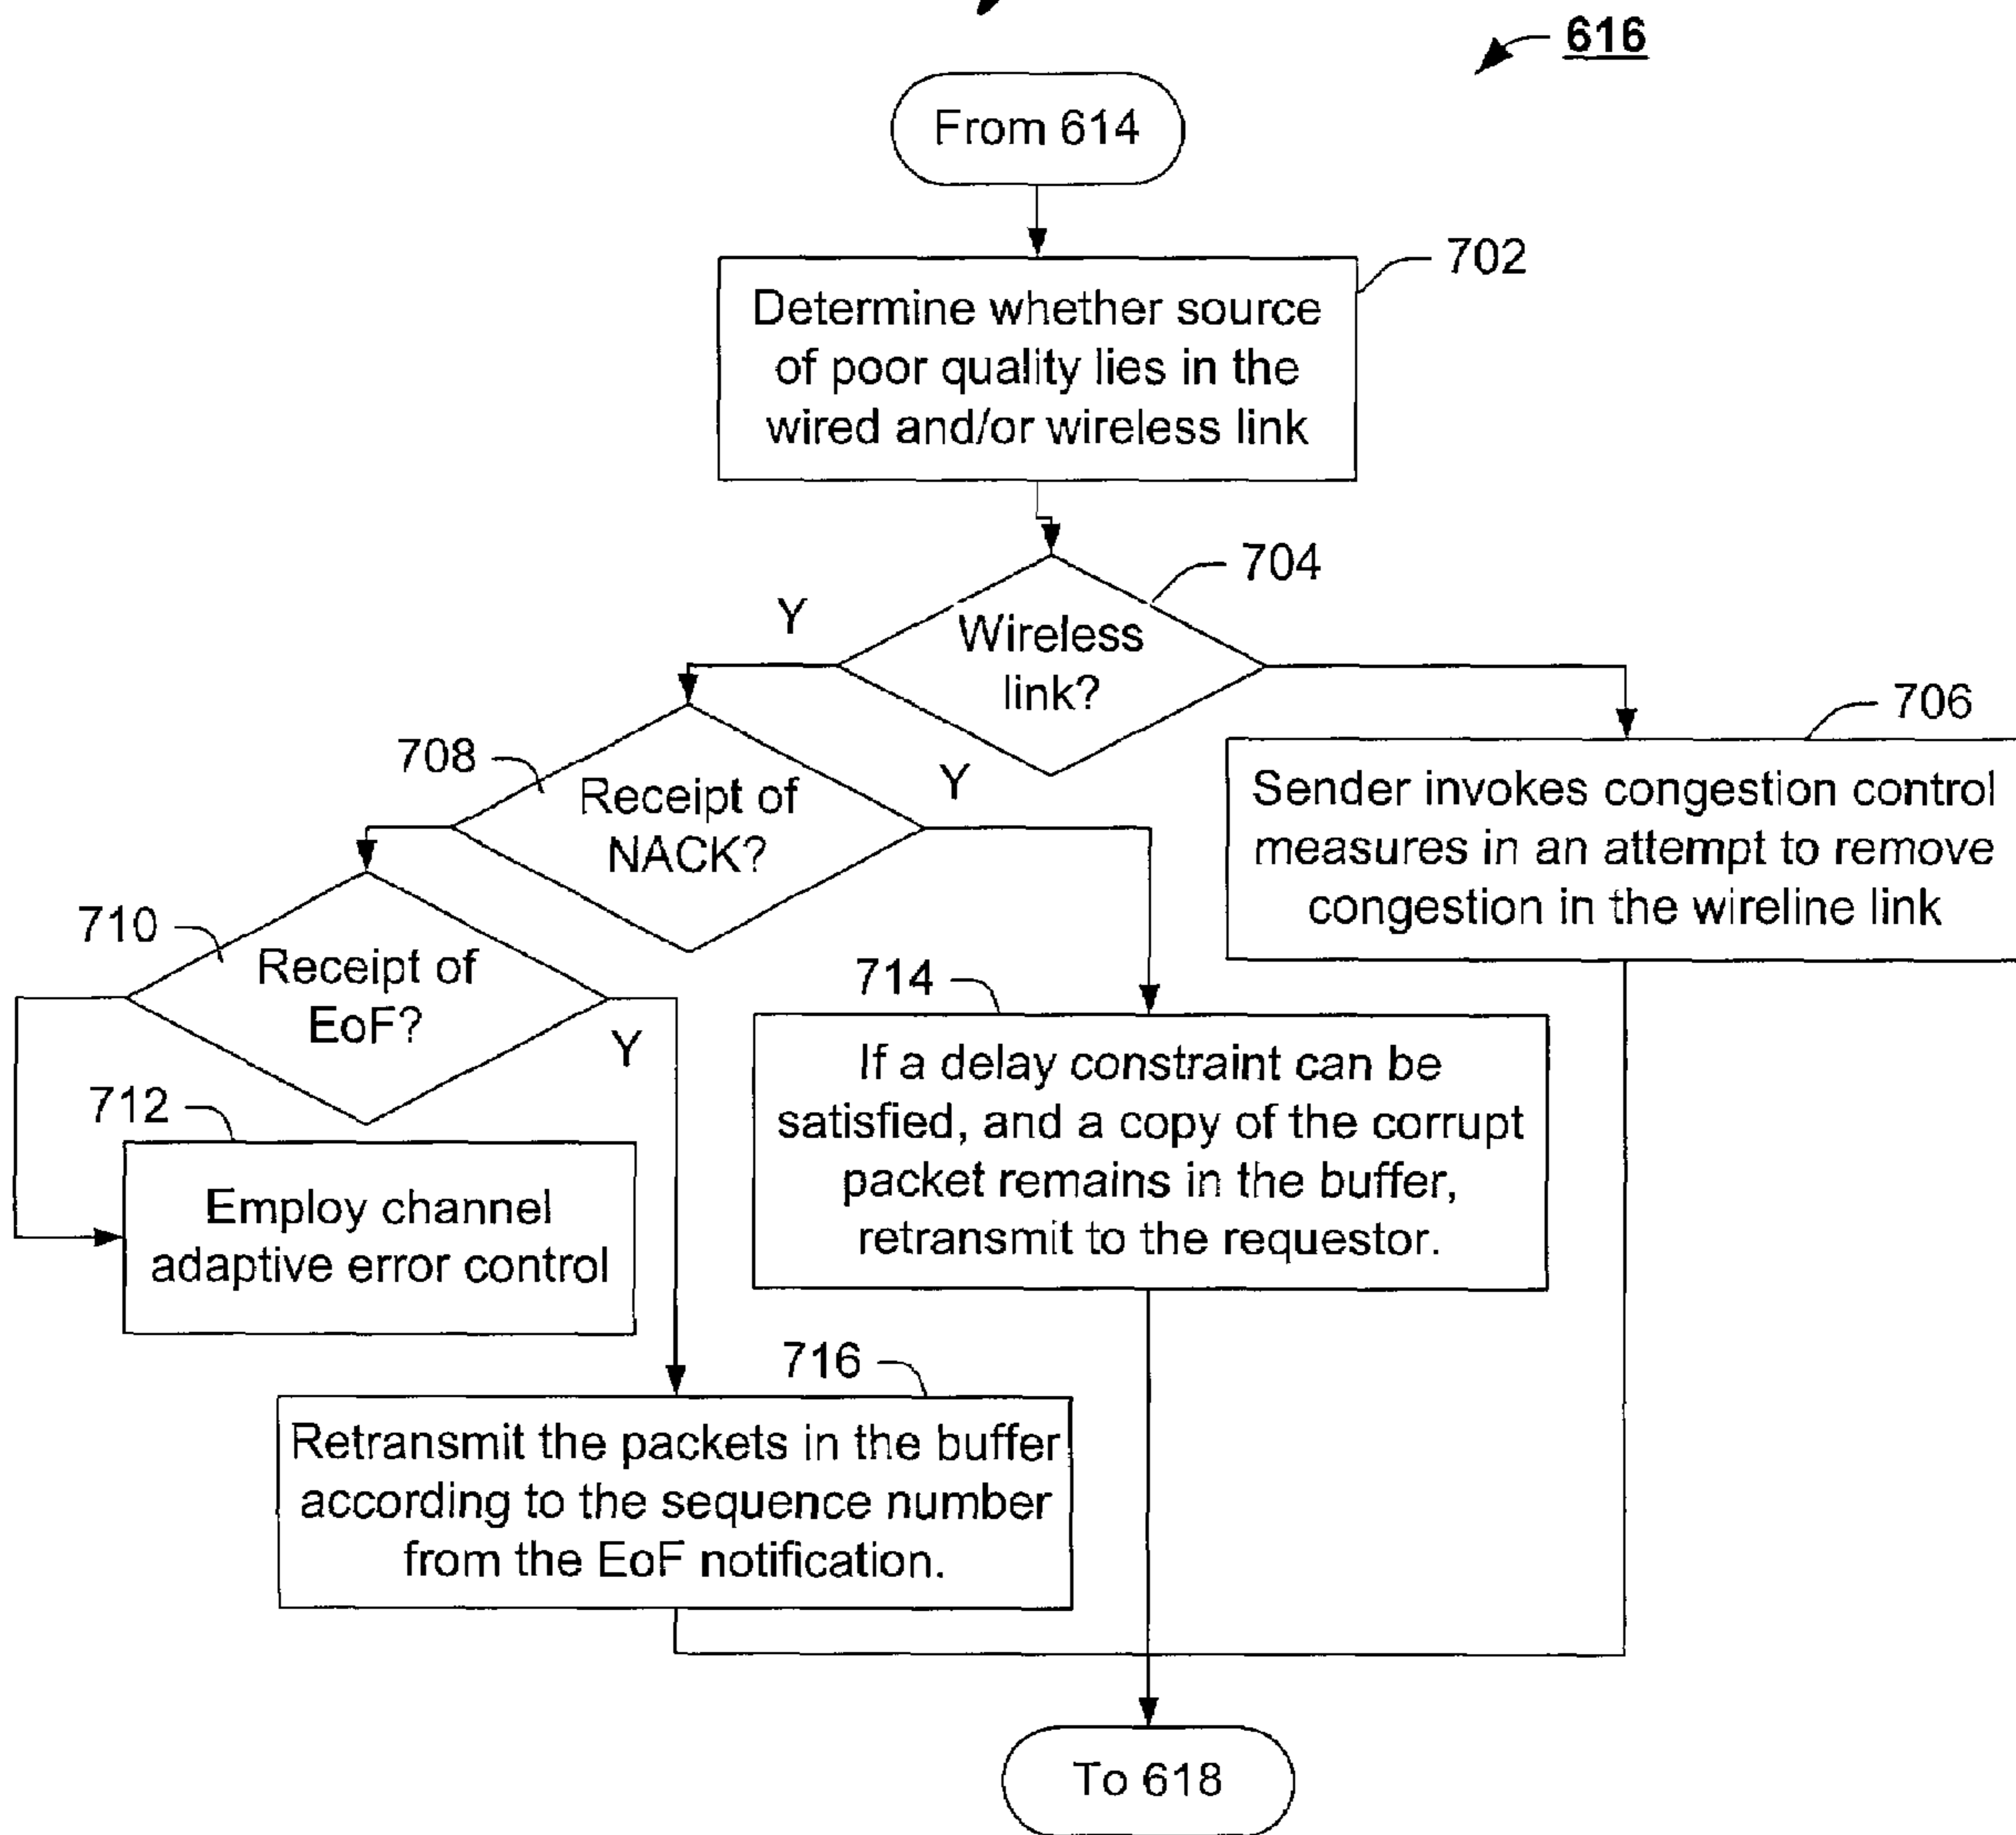 616
From 614
702
Determine whether source
of poor quality lies in the
wired and/or wireless link
704
Y
Wireless
link?
706
Sender invokes congestion control
measures in an attempt to remove
congestion in the wireline link
708
Y
Receipt of
NACK?
710
Receipt of
EoF?
Y
714
If a delay constraint can be
satisfied, and a copy of the corrupt
packet remains in the buffer,
retransmit to the requestor.
712
Employ channel
adaptive error control
716
Retransmit the packets in the buffer
according to the sequence number
from the EoF notification.
To 618